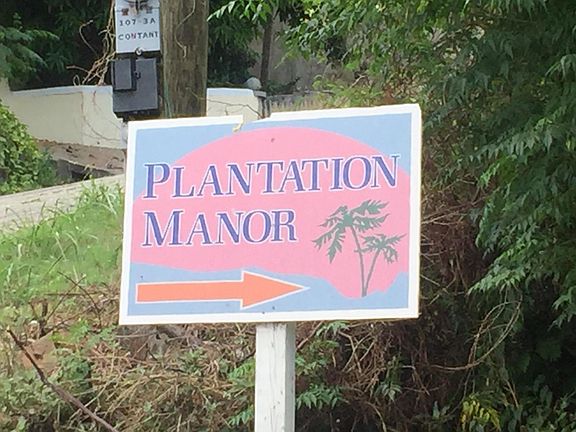 107-3A
CONTANT
PLANTATION
MANOR